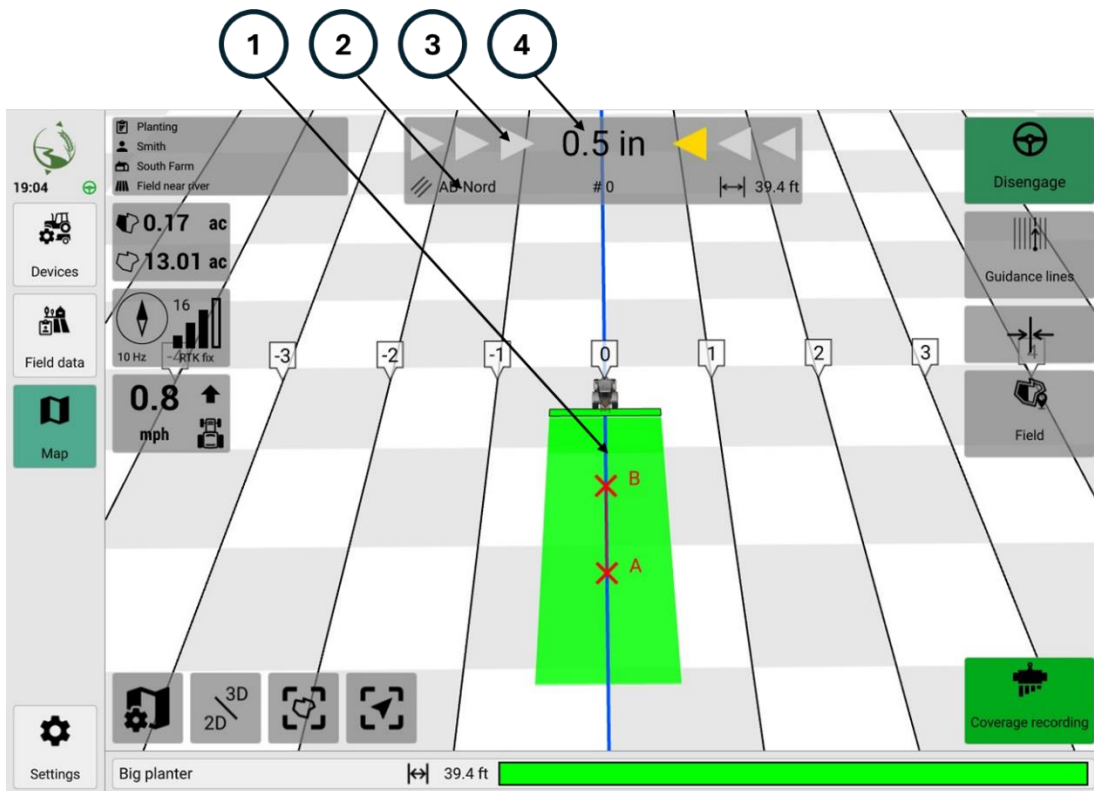 1 2 3 4
Planting
Smith
South Farm
Field near river
0.5 in
AB-Nord # 0 39.4 ft
Disengage
19:04
0.17 ac
13.01 ac
Devices
Guidance lines
16
10 Hz RTK fix
Field data
-4 -3 -2 -1 0 1 2 3 4
0.8
mph
Map
Field
B
A
3D
2D
Coverage recording
Settings
Big planter 39.4 ft